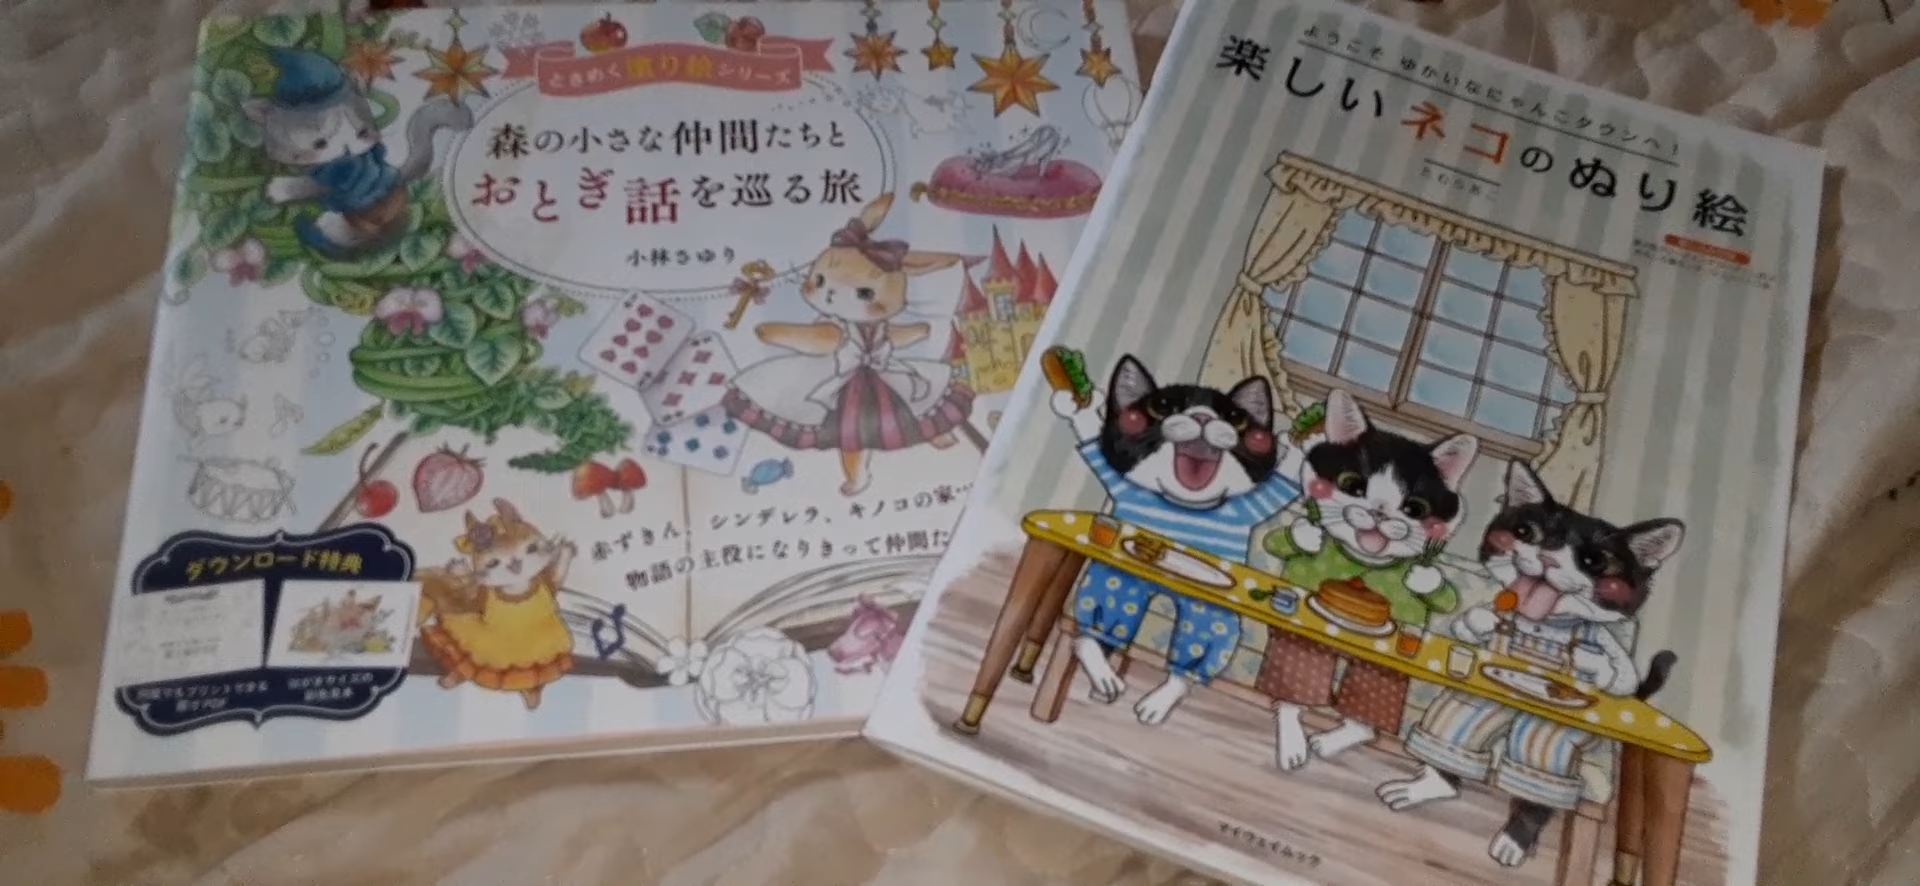 ときめく塗り絵シリーズ
森の小さな仲間たちと
おとぎ話を巡る旅
小林さゆり
赤ずきん、シンデレラ、キノコの家…
物語の主役になりきって仲間た
ダウンロード特典
ようこそ ゆかいなにゃんこタウンへ！
楽しいネコのぬり絵
マイウェイムック